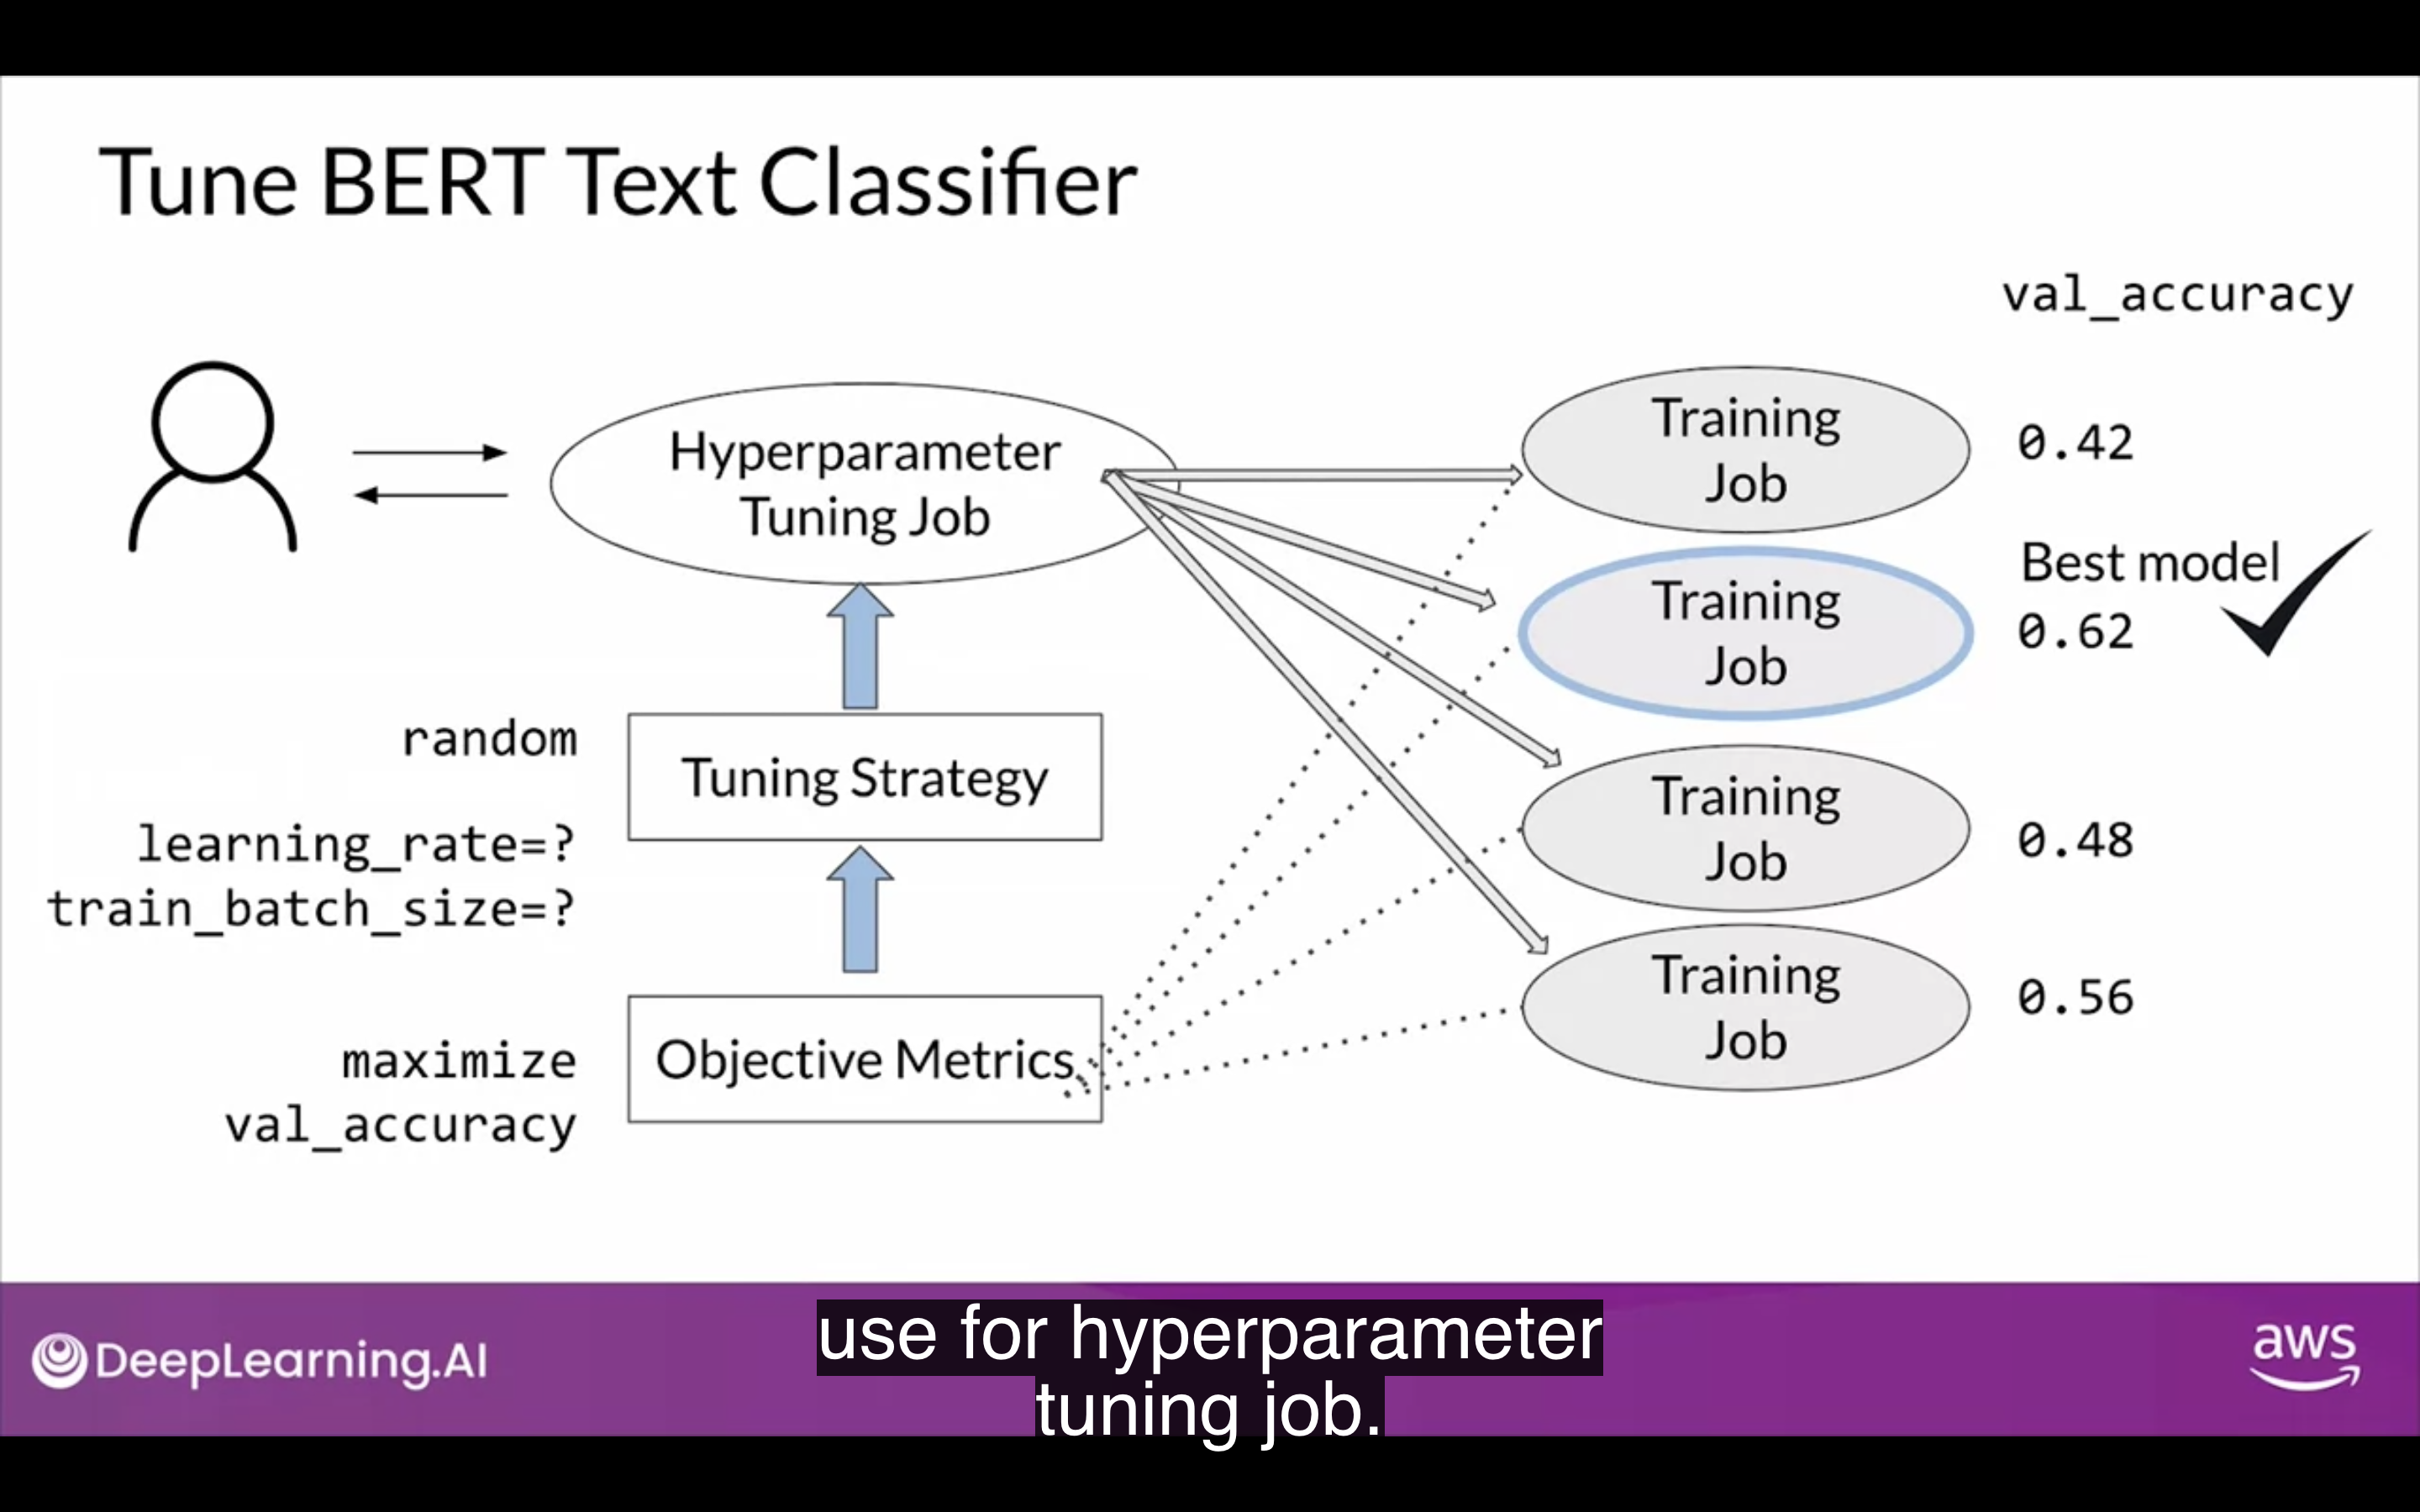 Tune BERT Text Classifier
val_accuracy
Hyperparameter
Tuning Job
Training
Job
0.42
Best model
Training
Job
0.62
random
Tuning Strategy
learning_rate=?
train_batch_size=?
Training
Job
0.48
maximize
val_accuracy
Objective Metrics
Training
Job
0.56
DeepLearning.AI
use for hyperparameter
tuning job.
aws